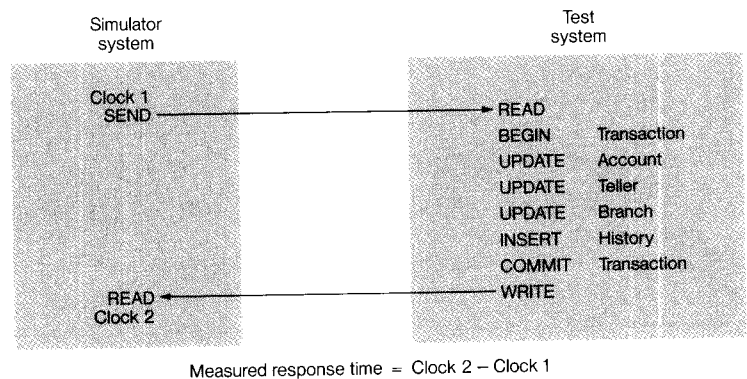 Simulator
system
Test
system
Clock 1
SEND
READ
BEGIN Transaction
UPDATE Account
UPDATE Teller
UPDATE Branch
INSERT History
COMMIT Transaction
WRITE
READ
Clock 2
Measured response time = Clock 2 – Clock 1